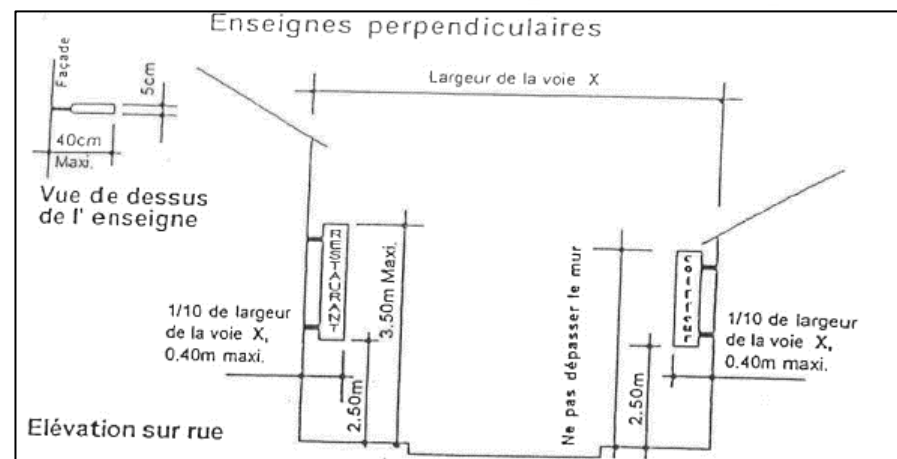 Enseignes perpendiculaires
Façade
5cm
40cm
Maxi.
Vue de dessus
de l' enseigne
Largeur de la voie X
RESTAURANT
3.50m Maxi.
1/10 de largeur
de la voie X,
0.40m maxi.
2.50m
Ne pas dépasser le mur
coiffeur
2.50m
1/10 de largeur
de la voie X,
0.40m maxi.
Elévation sur rue